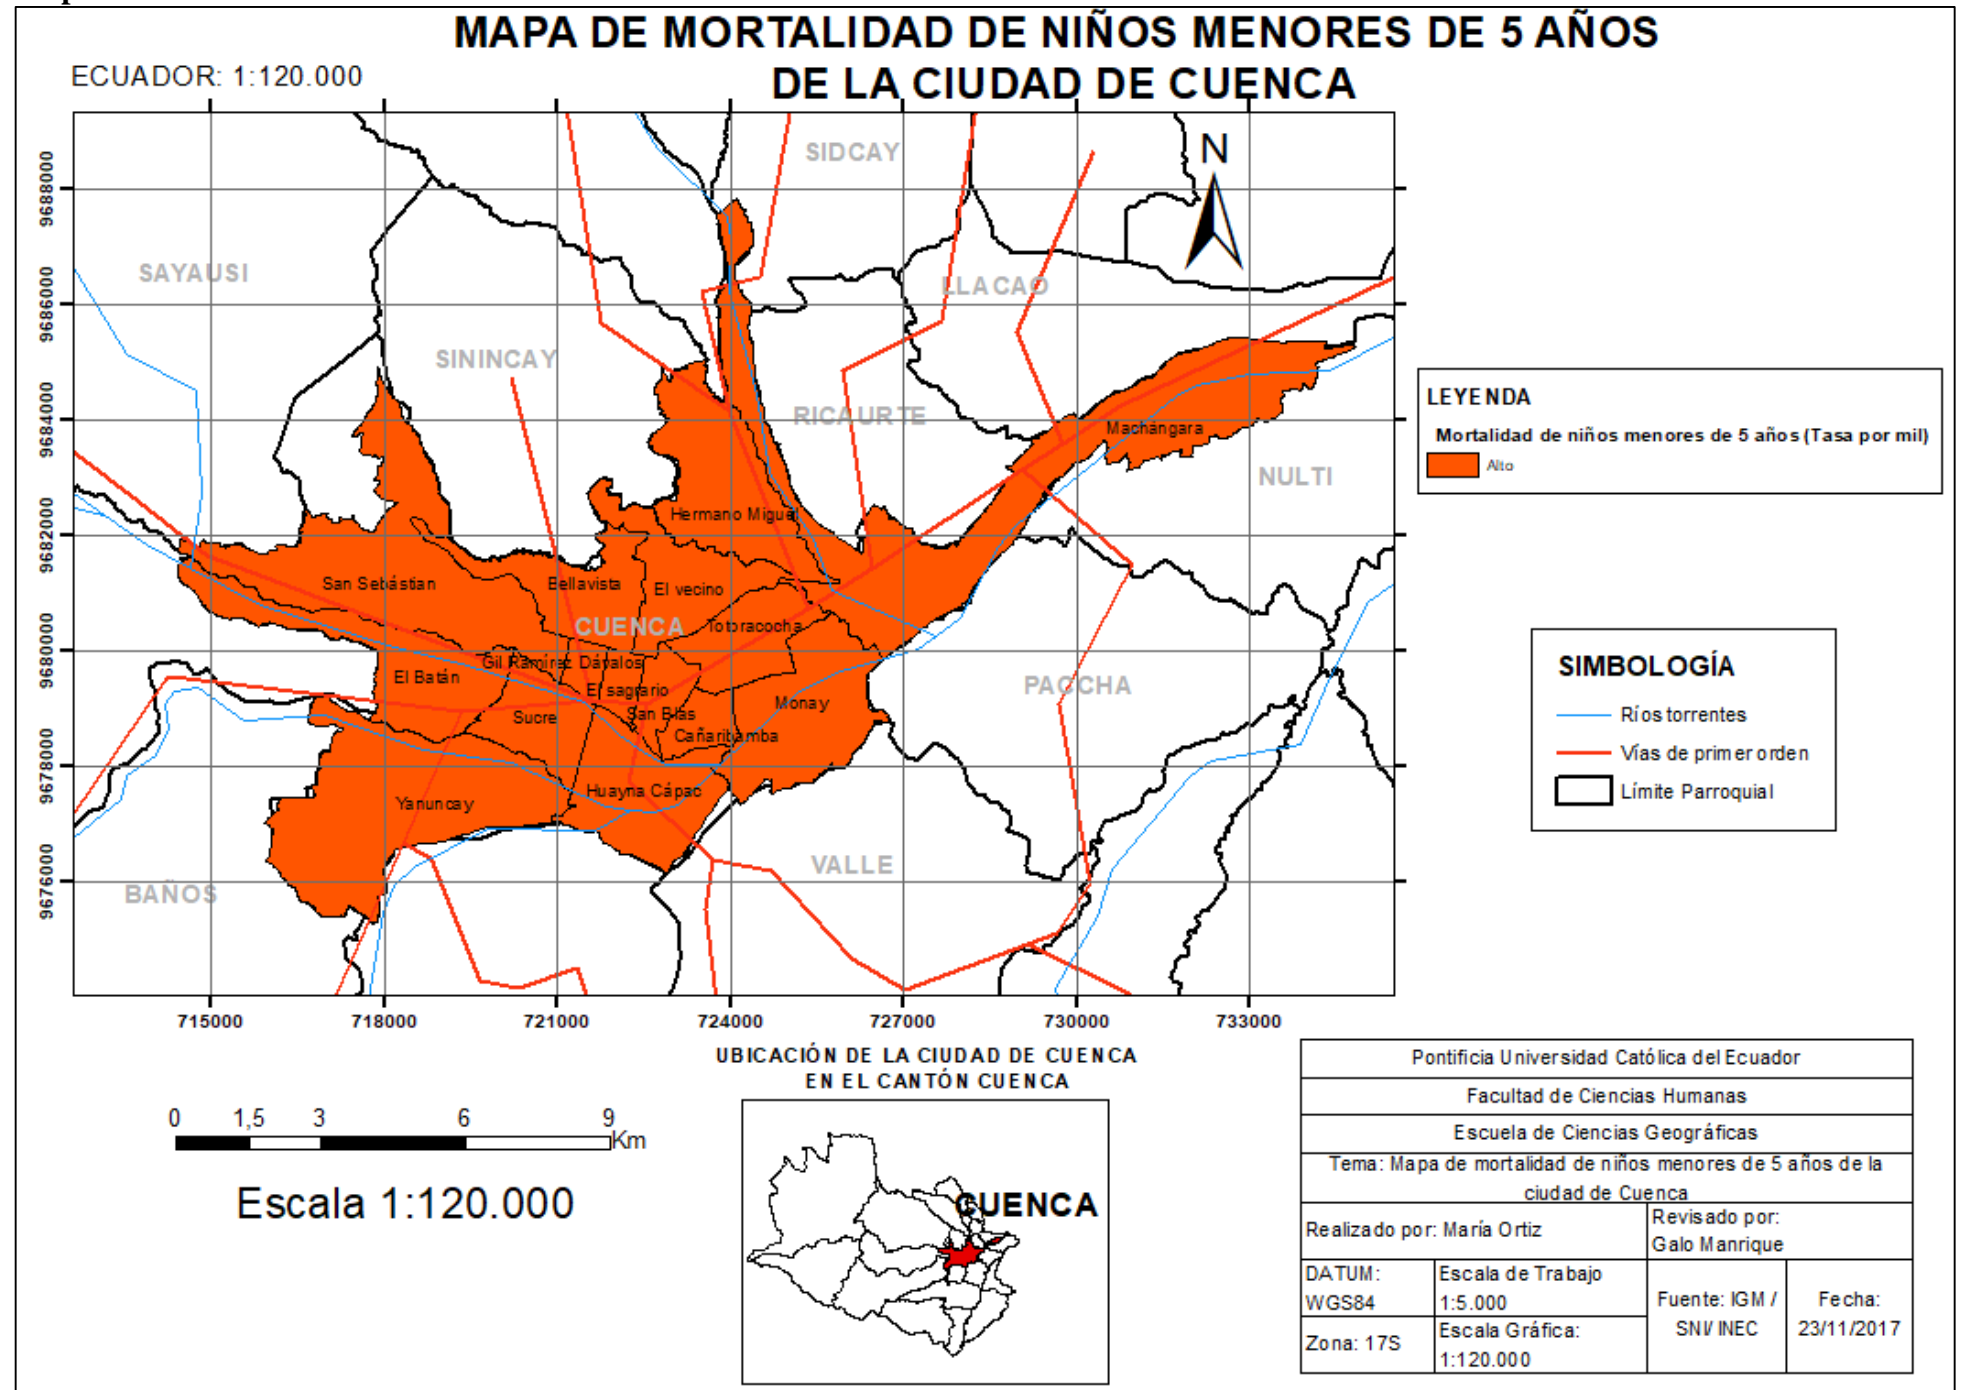 MAPA DE MORTALIDAD DE NIÑOS MENORES DE 5 AÑOS
DE LA CIUDAD DE CUENCA
ECUADOR: 1:120.000
9688000
9686000
9684000
9682000
9680000
9678000
9676000
715000
718000
721000
724000
727000
730000
733000
N
SIDCAY
SAYAUSI
LLACAO
SININCAY
RICAURTE
Machángara
NULTI
Hermano Miguel
San Sebástian
Bellavista
El vecino
CUENCA
Totoracocha
Gil Ramírez Dávalos
El Batán
El sagrario
PACCHA
Sucre
San Blas
Monay
Cañaribamba
Yanuncay
Huayna Cápac
VALLE
BAÑOS
LEYENDA
Mortalidad de niños menores de 5 años (Tasa por mil)
Alto
SIMBOLOGÍA
Ríos torrentes
Vías de primer orden
Límite Parroquial
UBICACIÓN DE LA CIUDAD DE CUENCA
EN EL CANTÓN CUENCA
CUENCA
0 1,5 3 6 9
Km
Escala 1:120.000
Pontificia Universidad Católica del Ecuador
Facultad de Ciencias Humanas
Escuela de Ciencias Geográficas
Tema: Mapa de mortalidad de niños menores de 5 años de la
ciudad de Cuenca
Realizado por: María Ortiz
Revisado por:
Galo Manrique
DATUM:
WGS84
Escala de Trabajo
1:5.000
Zona: 17S
Escala Gráfica:
1:120.000
Fuente: IGM /
SNI/ INEC
Fecha:
23/11/2017